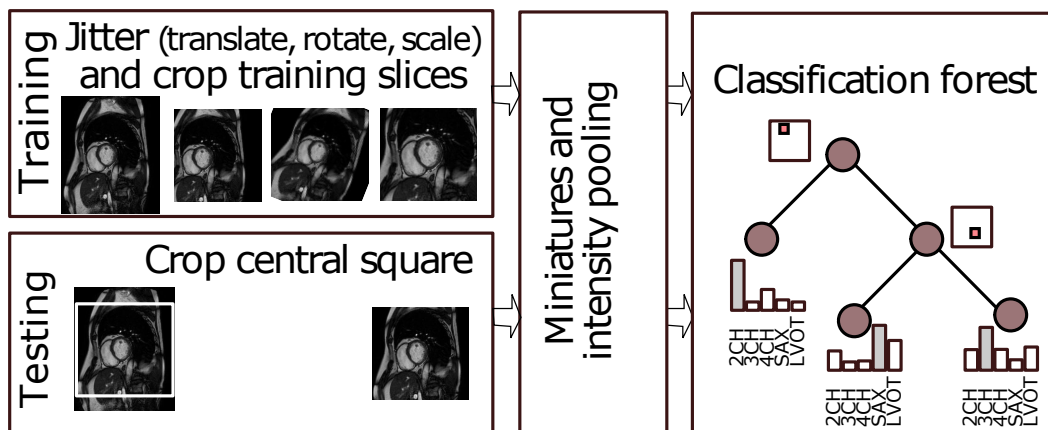 Training
Jitter (translate, rotate, scale)
and crop training slices
Testing
Crop central square
Miniatures and
intensity pooling
Classification forest
2CH
3CH
4CH
SAX
LVOT
2CH
3CH
4CH
SAX
LVOT
2CH
3CH
4CH
SAX
LVOT